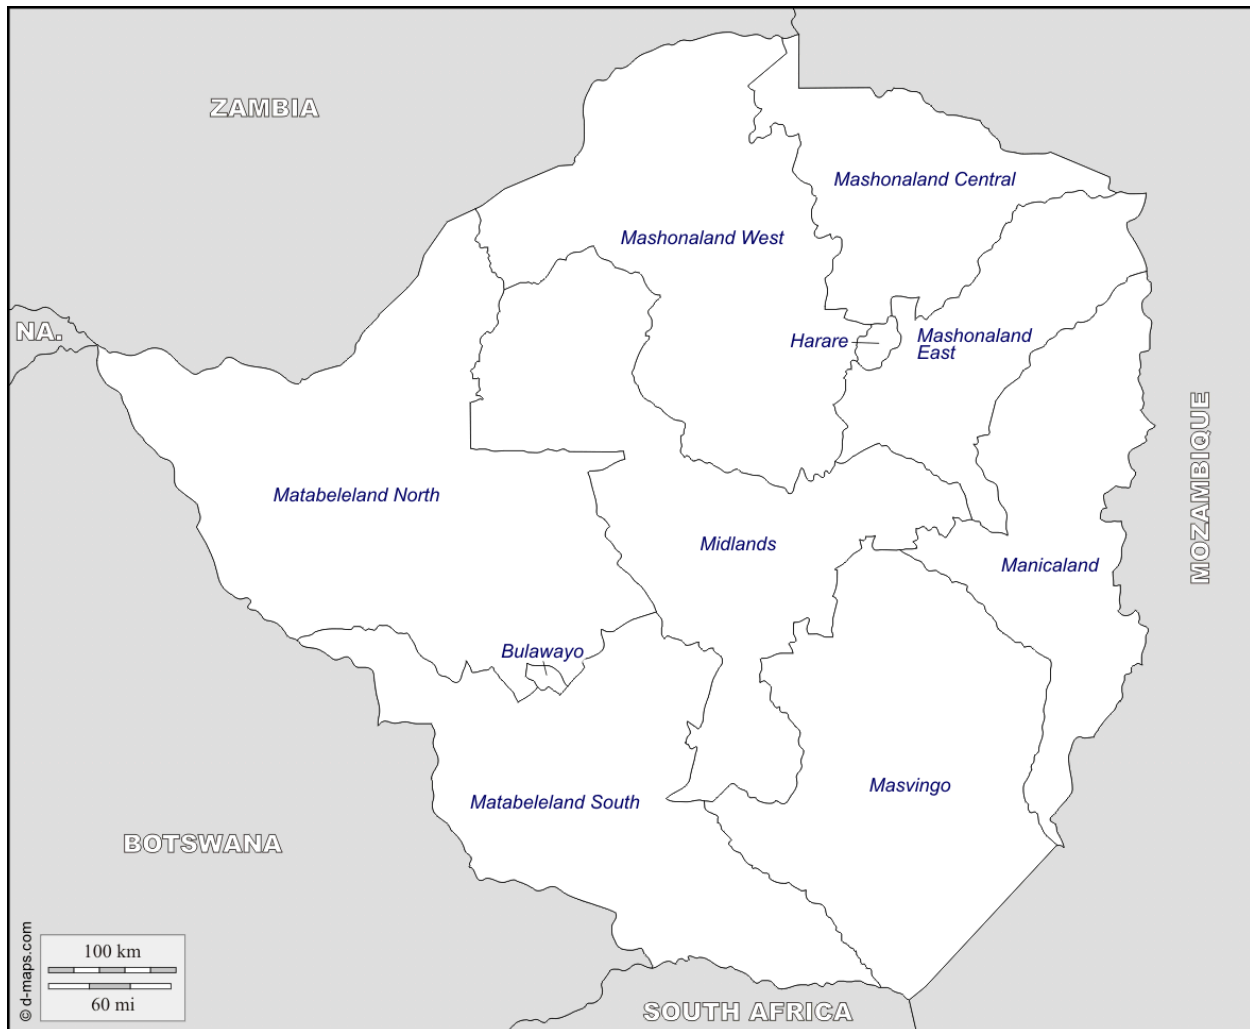 ZAMBIA
Mashonaland Central
Mashonaland West
NA.
Harare
Mashonaland
East
MOZAMBIQUE
Matabeleland North
Midlands
Manicaland
Bulawayo
Masvingo
Matabeleland South
BOTSWANA
100 km
60 mi
© d-maps.com
SOUTH AFRICA